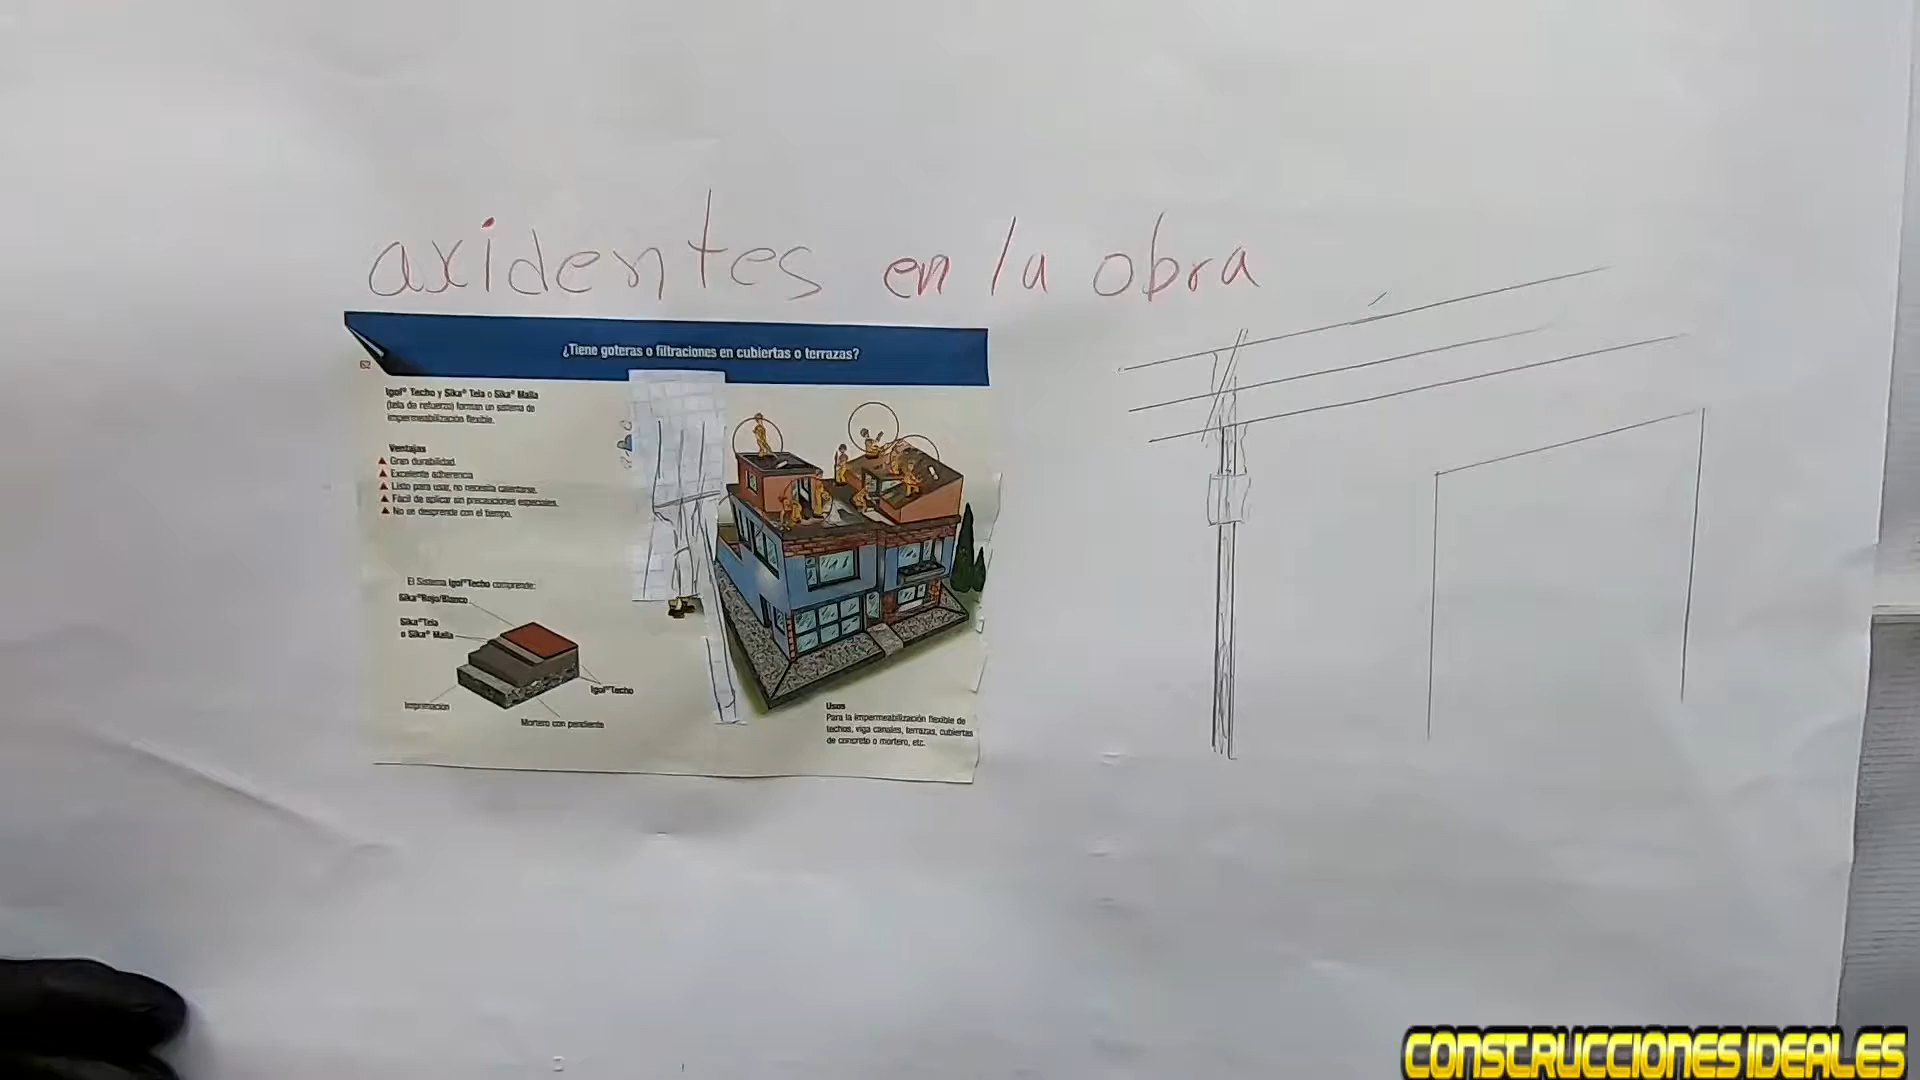 axidentes en la obra
¿Tiene goteras o filtraciones en cubiertas o terrazas?
62
Igol® Techo y Sika® Tela o Sika® Malla
(tela de refuerzo) forman un sistema de
impermeabilización flexible.
Ventajas
Gran durabilidad.
Excelente adherencia
Listo para usar, no necesita calentarse.
Fácil de aplicar sin precauciones especiales.
No se desprende con el tiempo.
El Sistema Igol®Techo comprende:
Sika®Rojo/Blanco
Sika®Tela
o Sika® Malla
Igol®Techo
Imprimación
Mortero con pendiente
Usos
Para la impermeabilización flexible de
techos, viga canales, terrazas, cubiertas
de concreto o mortero, etc.
CONSTRUCCIONES IDEALES